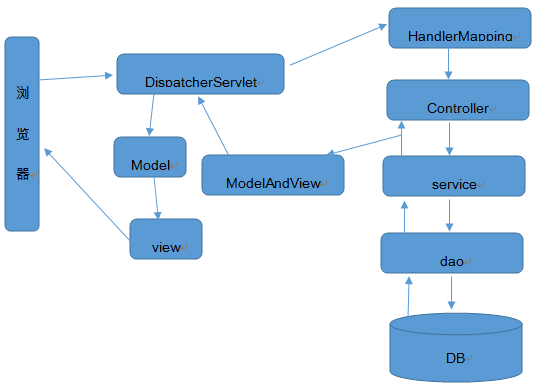 浏
览
器
DispatcherServlet
HandlerMapping
Controller
Model
ModelAndView
service
view
dao
DB